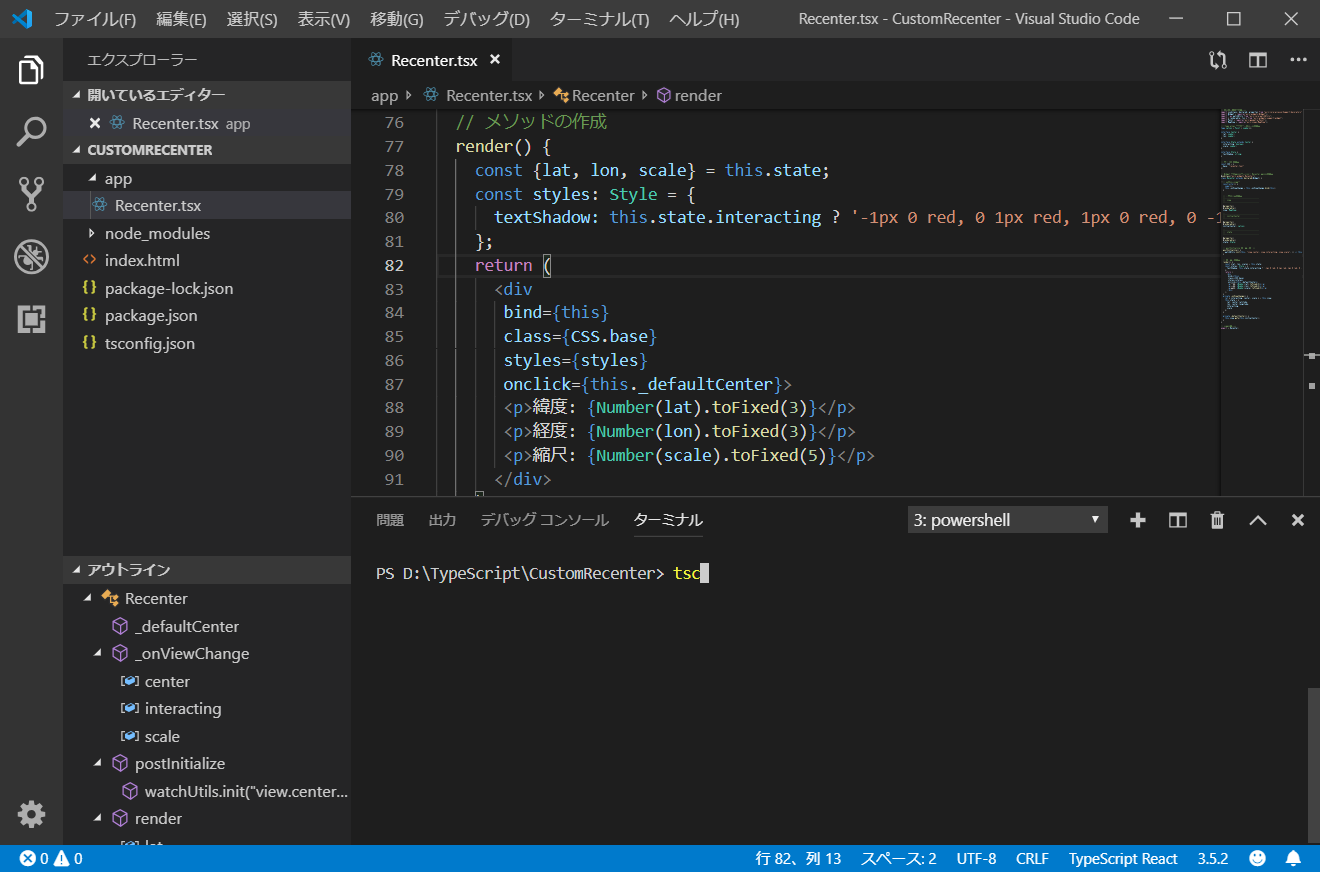 ファイル(F) 編集(E) 選択(S) 表示(V) 移動(G) デバッグ(D) ターミナル(T) ヘルプ(H) Recenter.tsx - CustomRecenter - Visual Studio Code
エクスプローラー
開いているエディター
Recenter.tsx app
CUSTOMRECENTER
app
Recenter.tsx
node_modules
index.html
package-lock.json
package.json
tsconfig.json
アウトライン
Recenter
_defaultCenter
_onViewChange
center
interacting
scale
postInitialize
watchUtils.init("view.center...
render
Recenter.tsx
app Recenter.tsx Recenter render
76 // メソッドの作成
77 render() {
78 const {lat, lon, scale} = this.state;
79 const styles: Style = {
80 textShadow: this.state.interacting ? '-1px 0 red, 0 1px red, 1px 0 red, 0 -1
81 };
82 return (
83 <div
84 bind={this}
85 class={CSS.base}
86 styles={styles}
87 onclick={this._defaultCenter}>
88 <p>緯度: {Number(lat).toFixed(3)}</p>
89 <p>経度: {Number(lon).toFixed(3)}</p>
90 <p>縮尺: {Number(scale).toFixed(5)}</p>
91 </div>
問題 出力 デバッグ コンソール ターミナル 3: powershell
PS D:\TypeScript\CustomRecenter> tsc
0 0 行 82、列 13 スペース: 2 UTF-8 CRLF TypeScript React 3.5.2